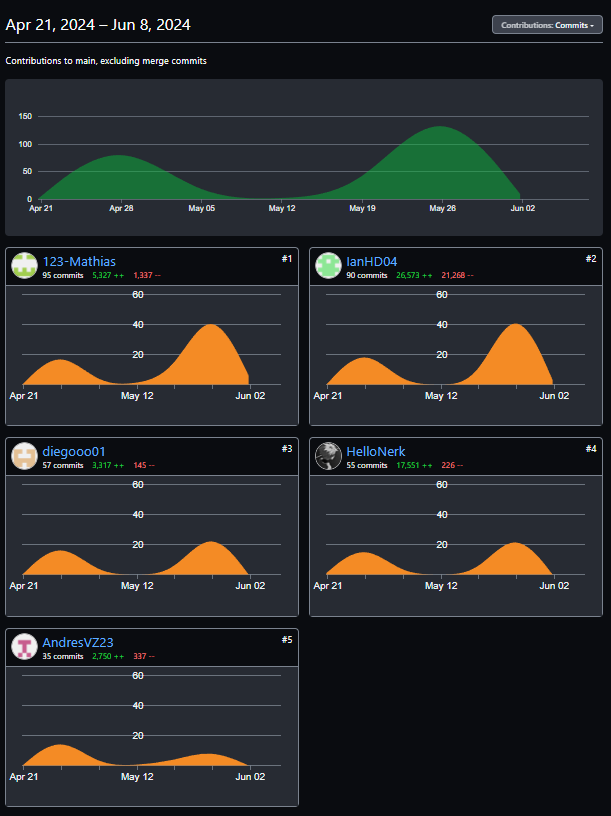 Apr 21, 2024 – Jun 8, 2024
Contributions: Commits
Contributions to main, excluding merge commits
150
100
50
0
Apr 21 Apr 28 May 05 May 12 May 19 May 26 Jun 02
123-Mathias #1
95 commits 5,327 ++ 1,337 --
60
40
20
Apr 21 May 12 Jun 02
IanHD04 #2
90 commits 26,573 ++ 21,268 --
60
40
20
Apr 21 May 12 Jun 02
diegooo01 #3
57 commits 3,317 ++ 145 --
60
40
20
Apr 21 May 12 Jun 02
HelloNerk #4
55 commits 17,551 ++ 226 --
60
40
20
Apr 21 May 12 Jun 02
AndresVZ23 #5
35 commits 2,750 ++ 337 --
60
40
20
Apr 21 May 12 Jun 02